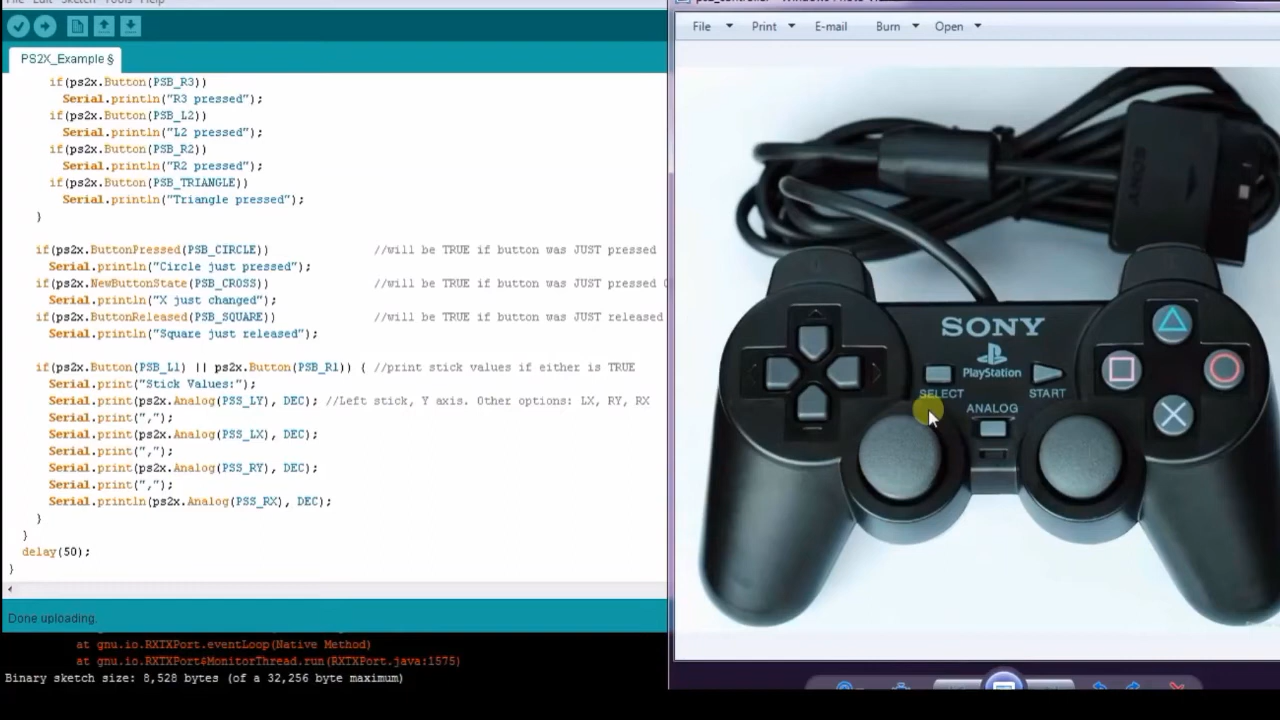 File Edit Sketch Tools Help
PS2X_Example §
if(ps2x.Button(PSB_R3))
Serial.println("R3 pressed");
if(ps2x.Button(PSB_L2))
Serial.println("L2 pressed");
if(ps2x.Button(PSB_R2))
Serial.println("R2 pressed");
if(ps2x.Button(PSB_TRIANGLE))
Serial.println("Triangle pressed");
}
if(ps2x.ButtonPressed(PSB_CIRCLE)) //will be TRUE if button was JUST pressed
Serial.println("Circle just pressed");
if(ps2x.NewButtonState(PSB_CROSS)) //will be TRUE if button was JUST pressed
Serial.println("X just changed");
if(ps2x.ButtonReleased(PSB_SQUARE)) //will be TRUE if button was JUST released
Serial.println("Square just released");
if(ps2x.Button(PSB_L1) || ps2x.Button(PSB_R1)) { //print stick values if either is TRUE
Serial.print("Stick Values:");
Serial.print(ps2x.Analog(PSS_LY), DEC); //Left stick, Y axis. Other options: LX, RY, RX
Serial.print(",");
Serial.print(ps2x.Analog(PSS_LX), DEC);
Serial.print(",");
Serial.print(ps2x.Analog(PSS_RY), DEC);
Serial.print(",");
Serial.println(ps2x.Analog(PSS_RX), DEC);
}
}
delay(50);
}
Done uploading.
at gnu.io.RXTXPort.eventLoop(Native Method)
at gnu.io.RXTXPort$MonitorThread.run(RXTXPort.java:1575)
Binary sketch size: 8,528 bytes (of a 32,256 byte maximum)
File Print E-mail Burn Open
SONY
SONY
PlayStation
SELECT
START
ANALOG